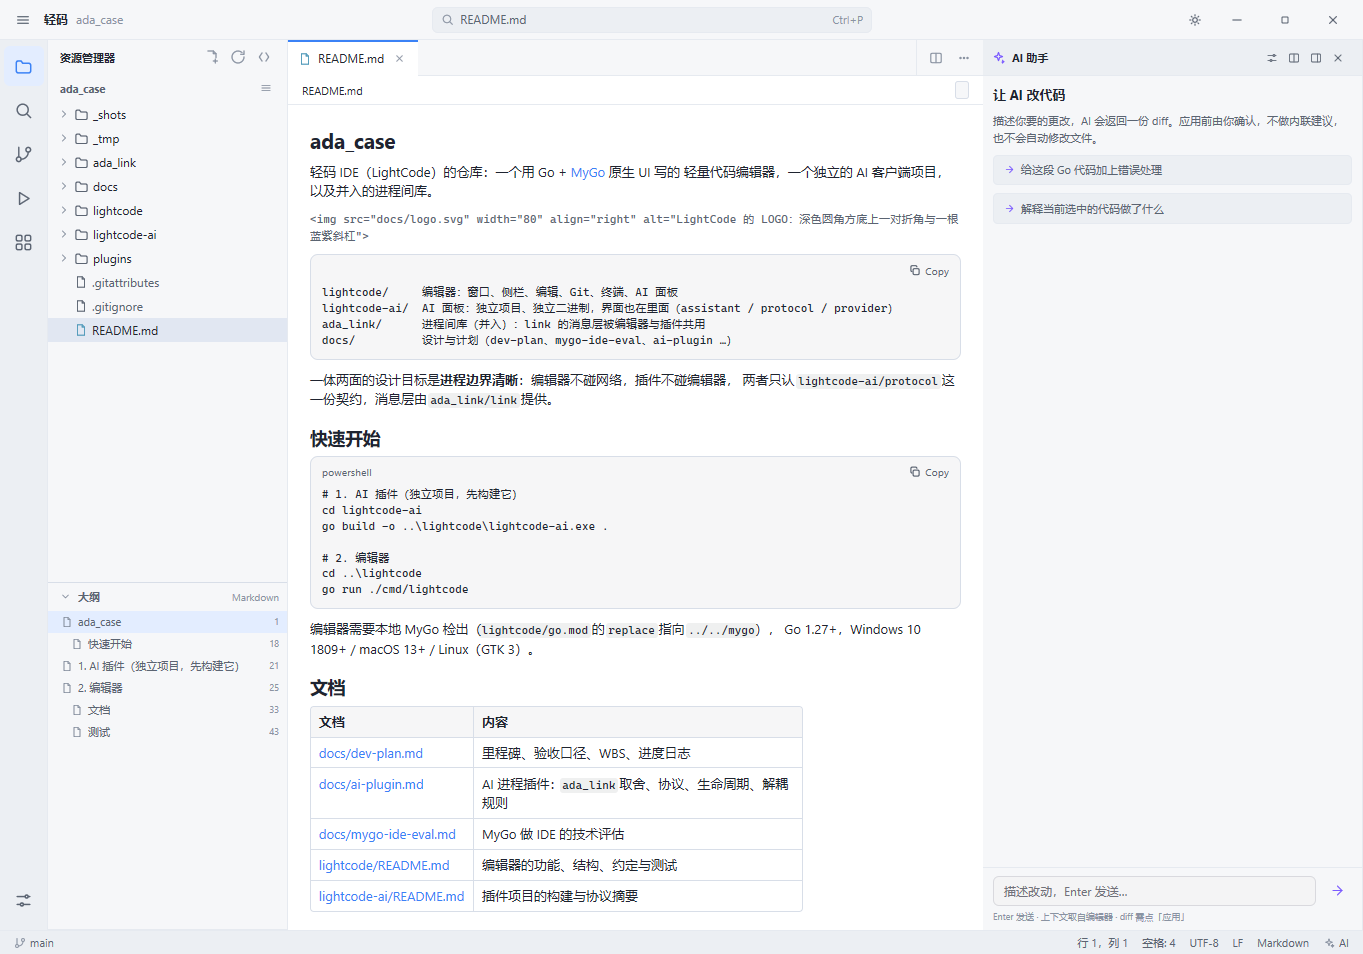 轻码 ada_case
README.md Ctrl+P
资源管理器
ada_case
_shots
_tmp
ada_link
docs
lightcode
lightcode-ai
plugins
.gitattributes
.gitignore
README.md
大纲 Markdown
ada_case 1
快速开始 18
1. AI 插件（独立项目，先构建它） 21
2. 编辑器 25
文档 33
测试 43
README.md
README.md
ada_case
轻码 IDE（LightCode）的仓库：一个用 Go + MyGo 原生 UI 写的 轻量代码编辑器，一个独立的 AI 客户端项目，
以及并入的进程间库。
<img src="docs/logo.svg" width="80" align="right" alt="LightCode 的 LOGO：深色圆角方底上一对折角与一根
蓝紫斜杠">
Copy
lightcode/ 编辑器：窗口、侧栏、编辑、Git、终端、AI 面板
lightcode-ai/ AI 面板：独立项目、独立二进制，界面也在里面（assistant / protocol / provider）
ada_link/ 进程间库（并入）：link 的消息层被编辑器与插件共用
docs/ 设计与计划（dev-plan、mygo-ide-eval、ai-plugin …）
一体两面的设计目标是进程边界清晰：编辑器不碰网络，插件不碰编辑器， 两者只认 lightcode-ai/protocol 这
一份契约，消息层由 ada_link/link 提供。
快速开始
powershell Copy
# 1. AI 插件（独立项目，先构建它）
cd lightcode-ai
go build -o ..\lightcode\lightcode-ai.exe .
# 2. 编辑器
cd ..\lightcode
go run ./cmd/lightcode
编辑器需要本地 MyGo 检出（lightcode/go.mod 的 replace 指向 ../../mygo）， Go 1.27+，Windows 10
1809+ / macOS 13+ / Linux（GTK 3）。
文档
文档 内容
docs/dev-plan.md 里程碑、验收口径、WBS、进度日志
docs/ai-plugin.md AI 进程插件：ada_link 取舍、协议、生命周期、解耦
规则
docs/mygo-ide-eval.md MyGo 做 IDE 的技术评估
lightcode/README.md 编辑器的功能、结构、约定与测试
lightcode-ai/README.md 插件项目的构建与协议摘要
AI 助手
让 AI 改代码
描述你要的更改，AI 会返回一份 diff。应用前由你确认，不做内联建议，
也不会自动修改文件。
给这段 Go 代码加上错误处理
解释当前选中的代码做了什么
描述改动，Enter 发送...
Enter 发送 · 上下文取自编辑器 · diff 需点「应用」
main
行 1，列 1 空格: 4 UTF-8 LF Markdown AI